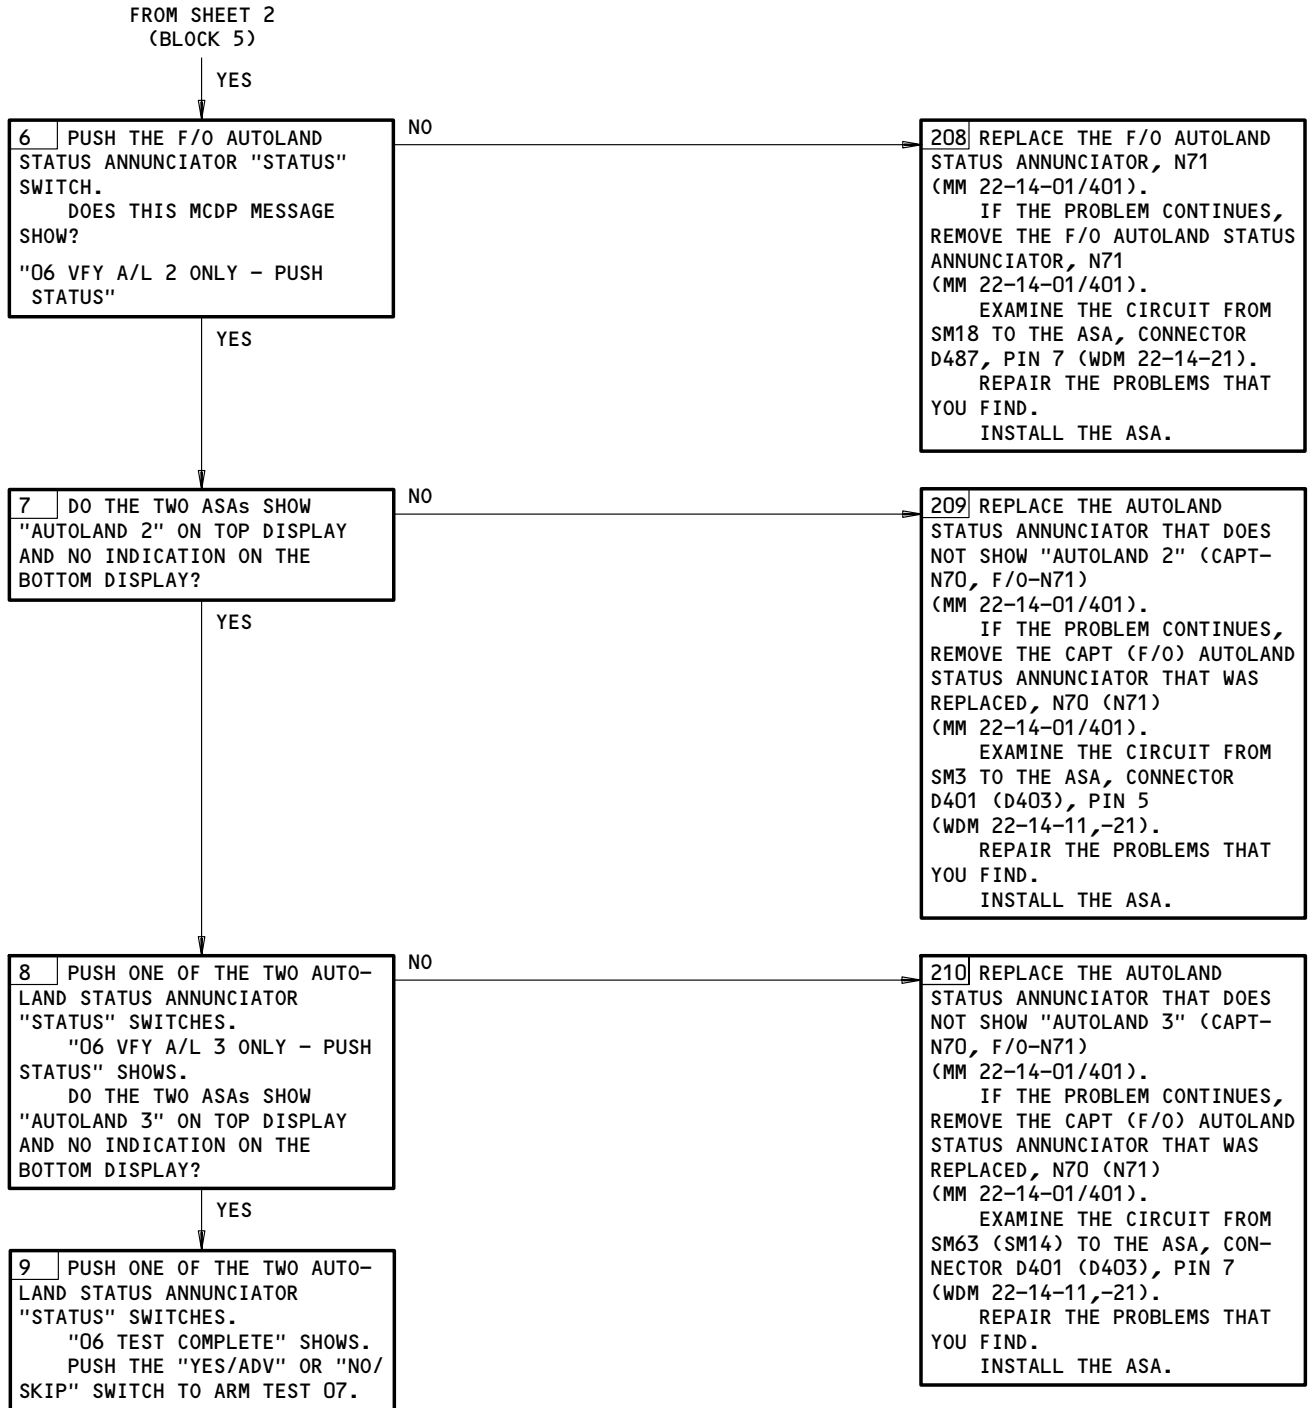 FROM SHEET 2
(BLOCK 5)
YES
6 PUSH THE F/O AUTOLAND
STATUS ANNUNCIATOR "STATUS"
SWITCH.
DOES THIS MCDP MESSAGE
SHOW?
"06 VFY A/L 2 ONLY - PUSH
STATUS"
NO
208 REPLACE THE F/O AUTOLAND
STATUS ANNUNCIATOR, N71
(MM 22-14-01/401).
IF THE PROBLEM CONTINUES,
REMOVE THE F/O AUTOLAND STATUS
ANNUNCIATOR, N71
(MM 22-14-01/401).
EXAMINE THE CIRCUIT FROM
SM18 TO THE ASA, CONNECTOR
D487, PIN 7 (WDM 22-14-21).
REPAIR THE PROBLEMS THAT
YOU FIND.
INSTALL THE ASA.
YES
7 DO THE TWO ASAs SHOW
"AUTOLAND 2" ON TOP DISPLAY
AND NO INDICATION ON THE
BOTTOM DISPLAY?
NO
209 REPLACE THE AUTOLAND
STATUS ANNUNCIATOR THAT DOES
NOT SHOW "AUTOLAND 2" (CAPT-
N70, F/O-N71)
(MM 22-14-01/401).
IF THE PROBLEM CONTINUES,
REMOVE THE CAPT (F/O) AUTOLAND
STATUS ANNUNCIATOR THAT WAS
REPLACED, N70 (N71)
(MM 22-14-01/401).
EXAMINE THE CIRCUIT FROM
SM3 TO THE ASA, CONNECTOR
D401 (D403), PIN 5
(WDM 22-14-11,-21).
REPAIR THE PROBLEMS THAT
YOU FIND.
INSTALL THE ASA.
YES
8 PUSH ONE OF THE TWO AUTO-
LAND STATUS ANNUNCIATOR
"STATUS" SWITCHES.
"06 VFY A/L 3 ONLY - PUSH
STATUS" SHOWS.
DO THE TWO ASAs SHOW
"AUTOLAND 3" ON TOP DISPLAY
AND NO INDICATION ON THE
BOTTOM DISPLAY?
NO
210 REPLACE THE AUTOLAND
STATUS ANNUNCIATOR THAT DOES
NOT SHOW "AUTOLAND 3" (CAPT-
N70, F/O-N71)
(MM 22-14-01/401).
IF THE PROBLEM CONTINUES,
REMOVE THE CAPT (F/O) AUTOLAND
STATUS ANNUNCIATOR THAT WAS
REPLACED, N70 (N71)
(MM 22-14-01/401).
EXAMINE THE CIRCUIT FROM
SM63 (SM14) TO THE ASA, CON-
NECTOR D401 (D403), PIN 7
(WDM 22-14-11,-21).
REPAIR THE PROBLEMS THAT
YOU FIND.
INSTALL THE ASA.
YES
9 PUSH ONE OF THE TWO AUTO-
LAND STATUS ANNUNCIATOR
"STATUS" SWITCHES.
"06 TEST COMPLETE" SHOWS.
PUSH THE "YES/ADV" OR "NO/
SKIP" SWITCH TO ARM TEST 07.